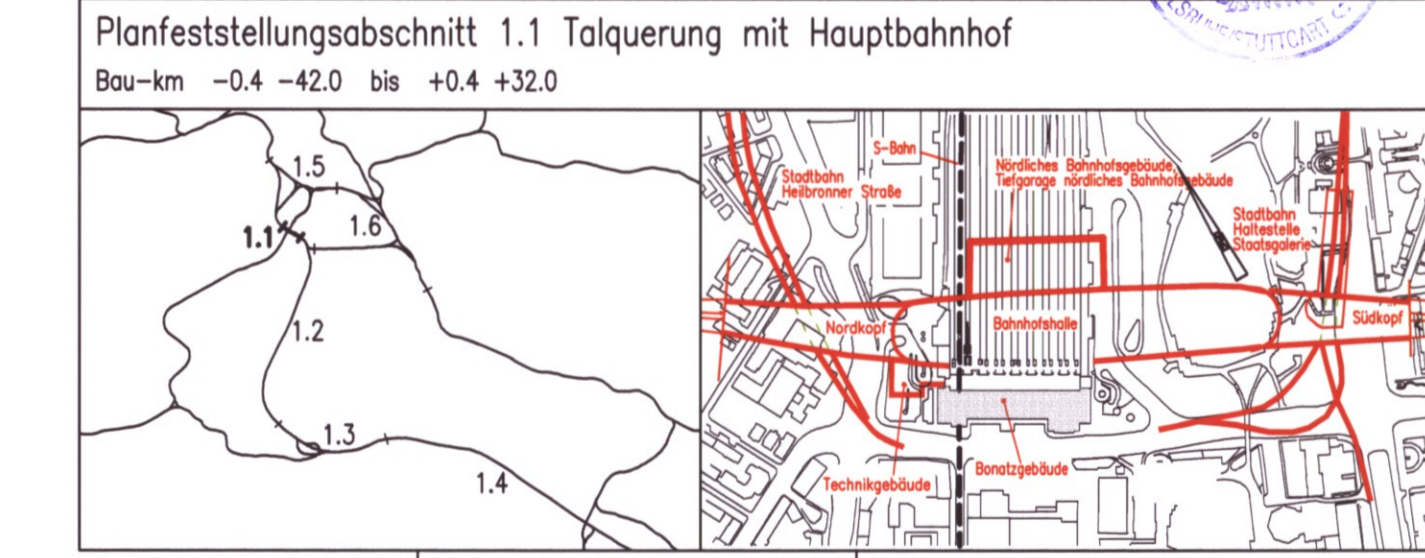 Planfeststellungsabschnitt 1.1 Talquerung mit Hauptbahnhof
Bau-km -0.4 -42.0 bis +0.4 +32.0
1.5
1.6
1.1
1.2
1.3
1.4
S-Bahn
Stadtbahn
Heilbronner Straße
Nördliches Bahnhofsgebäude,
Tiefgarage nördliches Bahnhofsgebäude
Stadtbahn
Haltestelle
Staatsgalerie
Nordkopf
Bahnhofshalle
Südkopf
Technikgebäude
Bonatzgebäude
STUTTGART